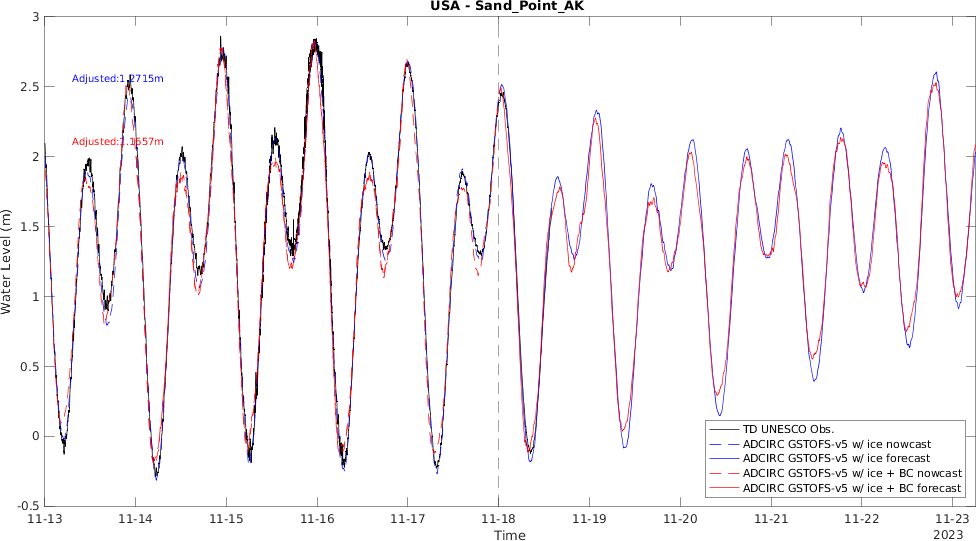 USA - Sand_Point_AK
3
2.5
2
1.5
1
0.5
0
-0.5
Water Level (m)
Adjusted:1.2715m
Adjusted:1.1657m
TD UNESCO Obs.
ADCIRC GSTOFS-v5 w/ ice nowcast
ADCIRC GSTOFS-v5 w/ ice forecast
ADCIRC GSTOFS-v5 w/ ice + BC nowcast
ADCIRC GSTOFS-v5 w/ ice + BC forecast
11-13 11-14 11-15 11-16 11-17 11-18 11-19 11-20 11-21 11-22 11-23
Time
2023